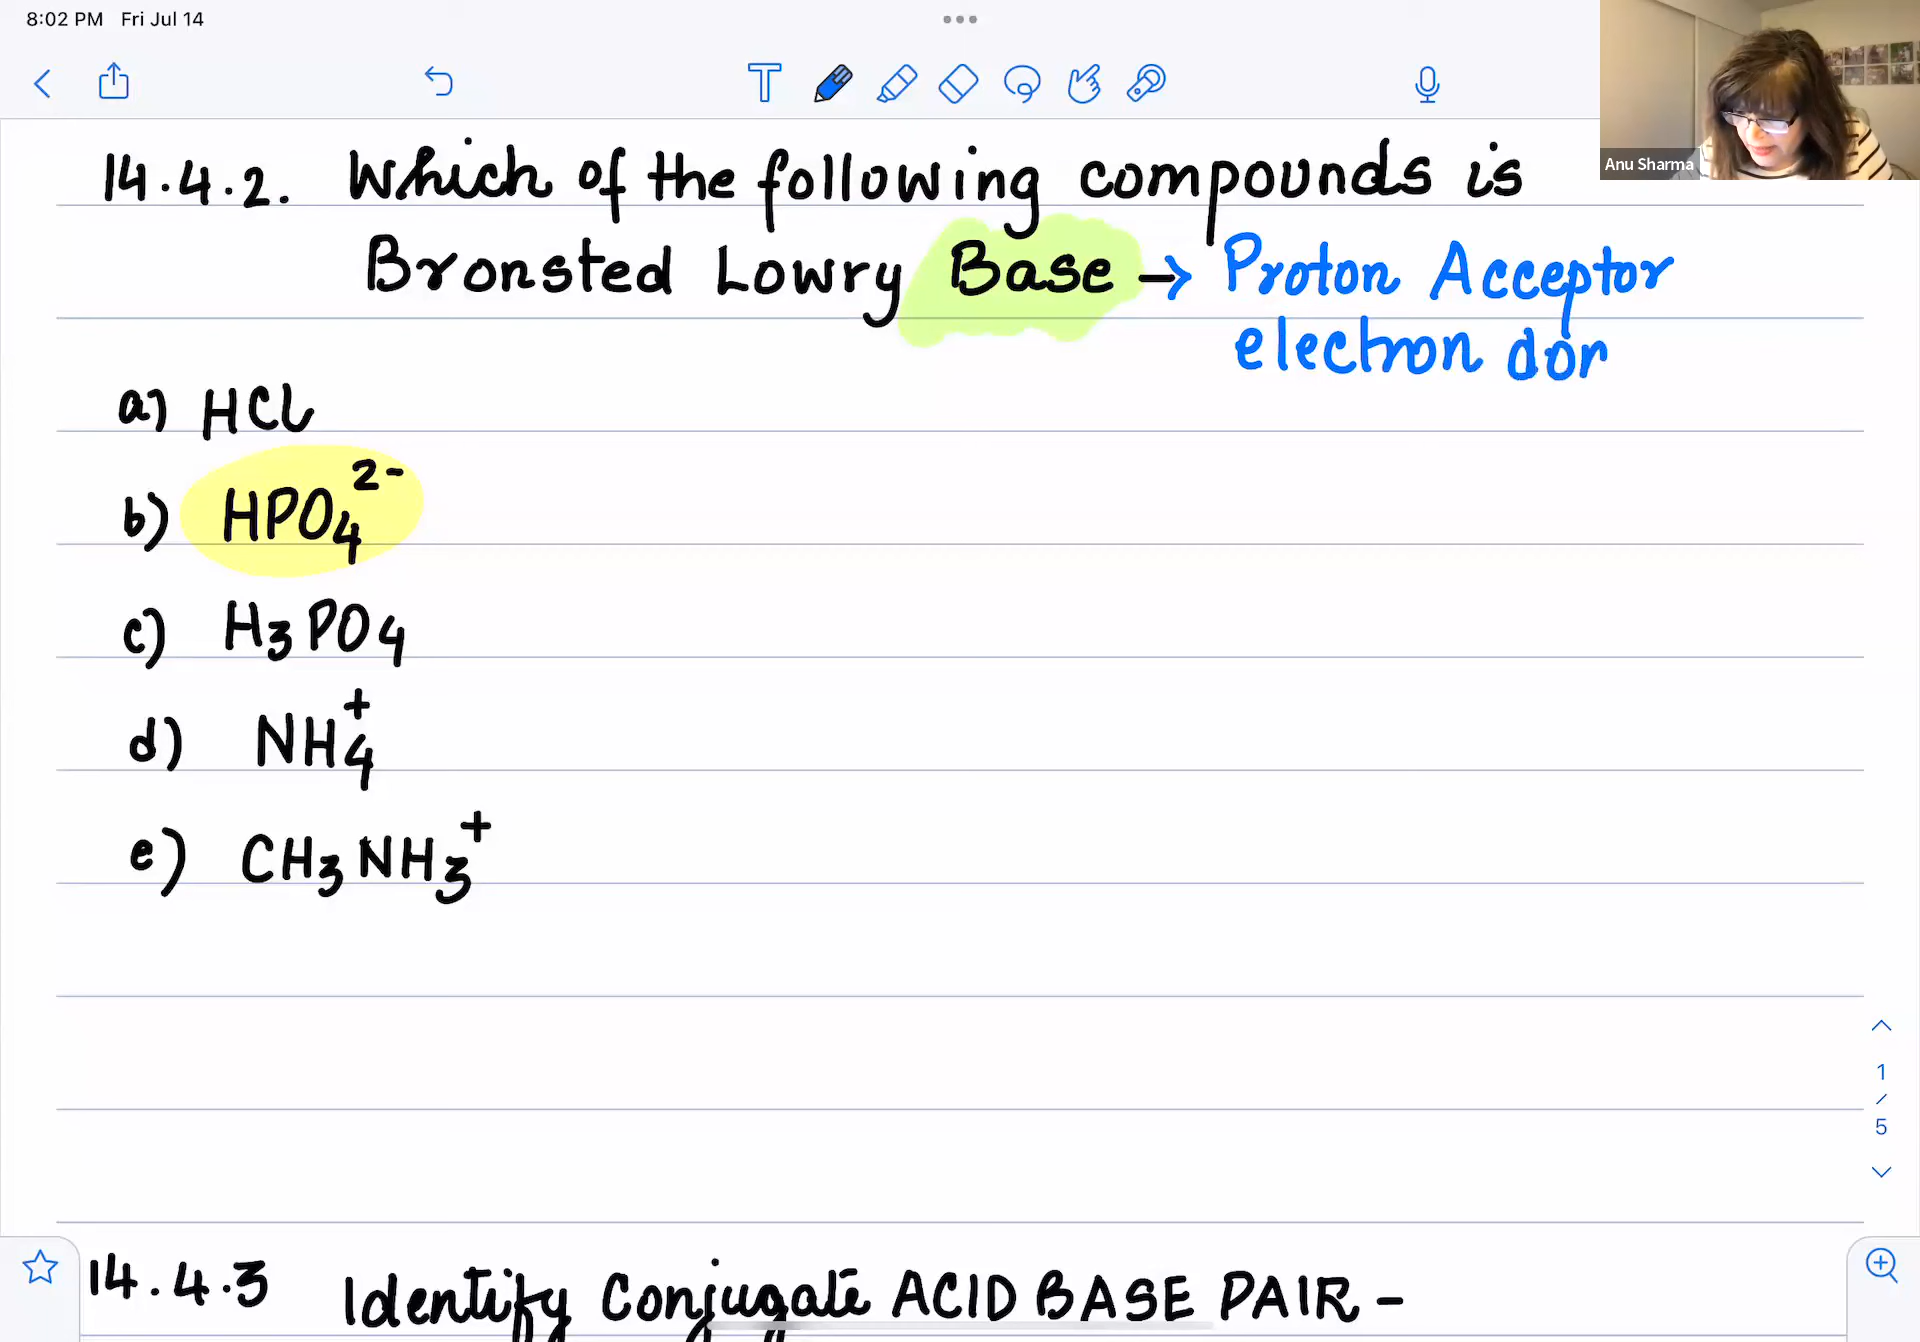 8:02 PM Fri Jul 14
Anu Sharma
14.4.2. Which of the following compounds is
Bronsted Lowry Base → Proton Acceptor
electron dor
a) HCl
b) HPO₄²⁻
c) H₃PO₄
d) NH₄⁺
e) CH₃NH₃⁺
1
/
5
14.4.3 Identify Conjugate ACID BASE PAIR -